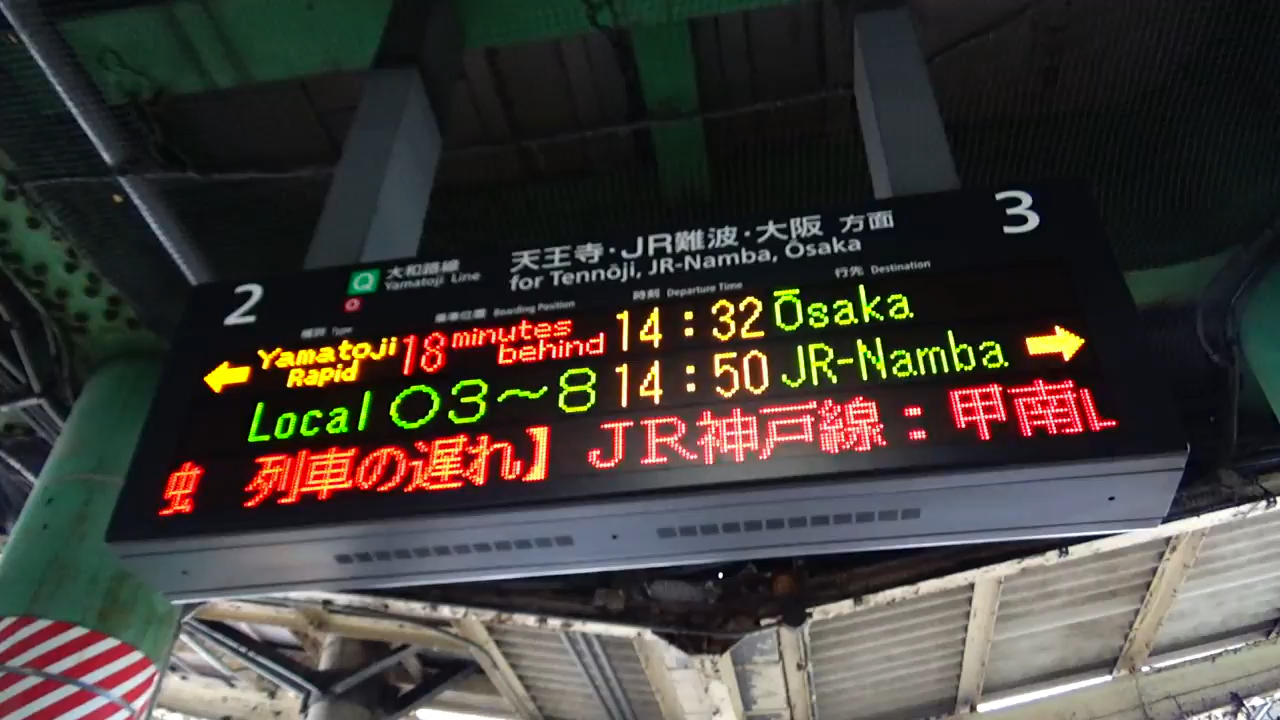 2
Q 大和路線
Yamatoji Line
O
天王寺・JR難波・大阪 方面
for Tennōji, JR-Namba, Ōsaka
3
種別 Type
乗車位置 Boarding Position
時刻 Departure Time
行先 Destination
← Yamatoji Rapid 18 minutes behind 14:32 Ōsaka
Local ○3～8 14:50 JR-Namba →
列車の遅れ】 JR神戸線：甲南